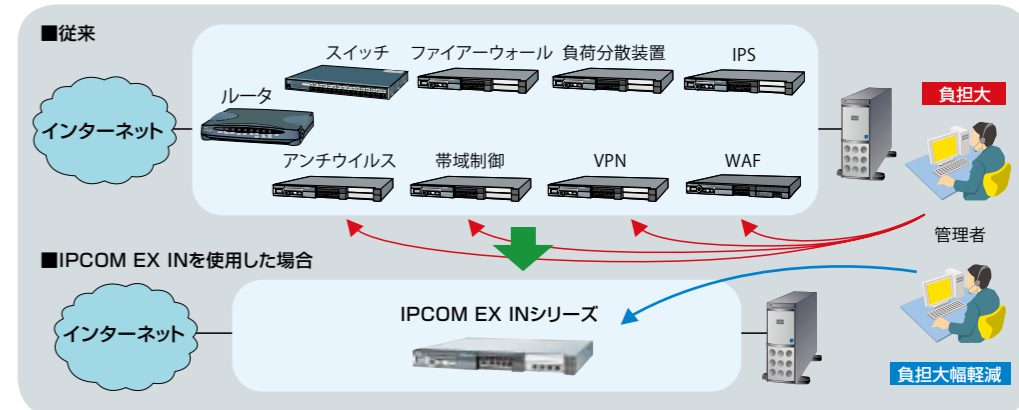 ■従来
スイッチ ファイアーウォール 負荷分散装置 IPS
ルータ
負担大
インターネット
アンチウイルス 帯域制御 VPN WAF
管理者
■IPCOM EX INを使用した場合
IPCOM EX INシリーズ
インターネット
負担大幅軽減